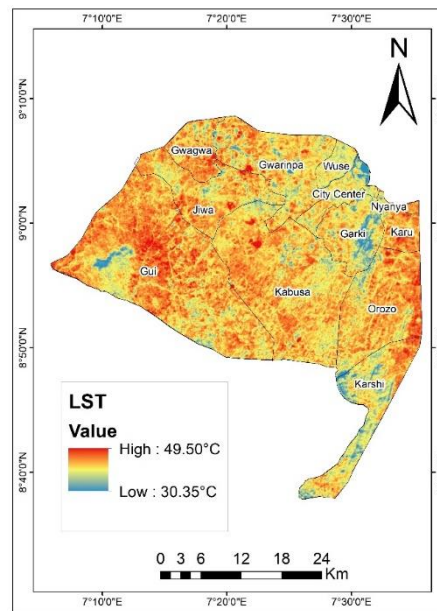 7°10'0"E 7°20'0"E 7°30'0"E
N
9°10'0"N
9°0'0"N
8°50'0"N
8°40'0"N
Gwagwa
Gwarinpa
Wuse
City Center
Nyanya
Jiwa
Garki
Karu
Gui
Kabusa
Orozo
Karshi
LST
Value
High : 49.50°C
Low : 30.35°C
0 3 6 12 18 24
Km
7°10'0"E 7°20'0"E 7°30'0"E